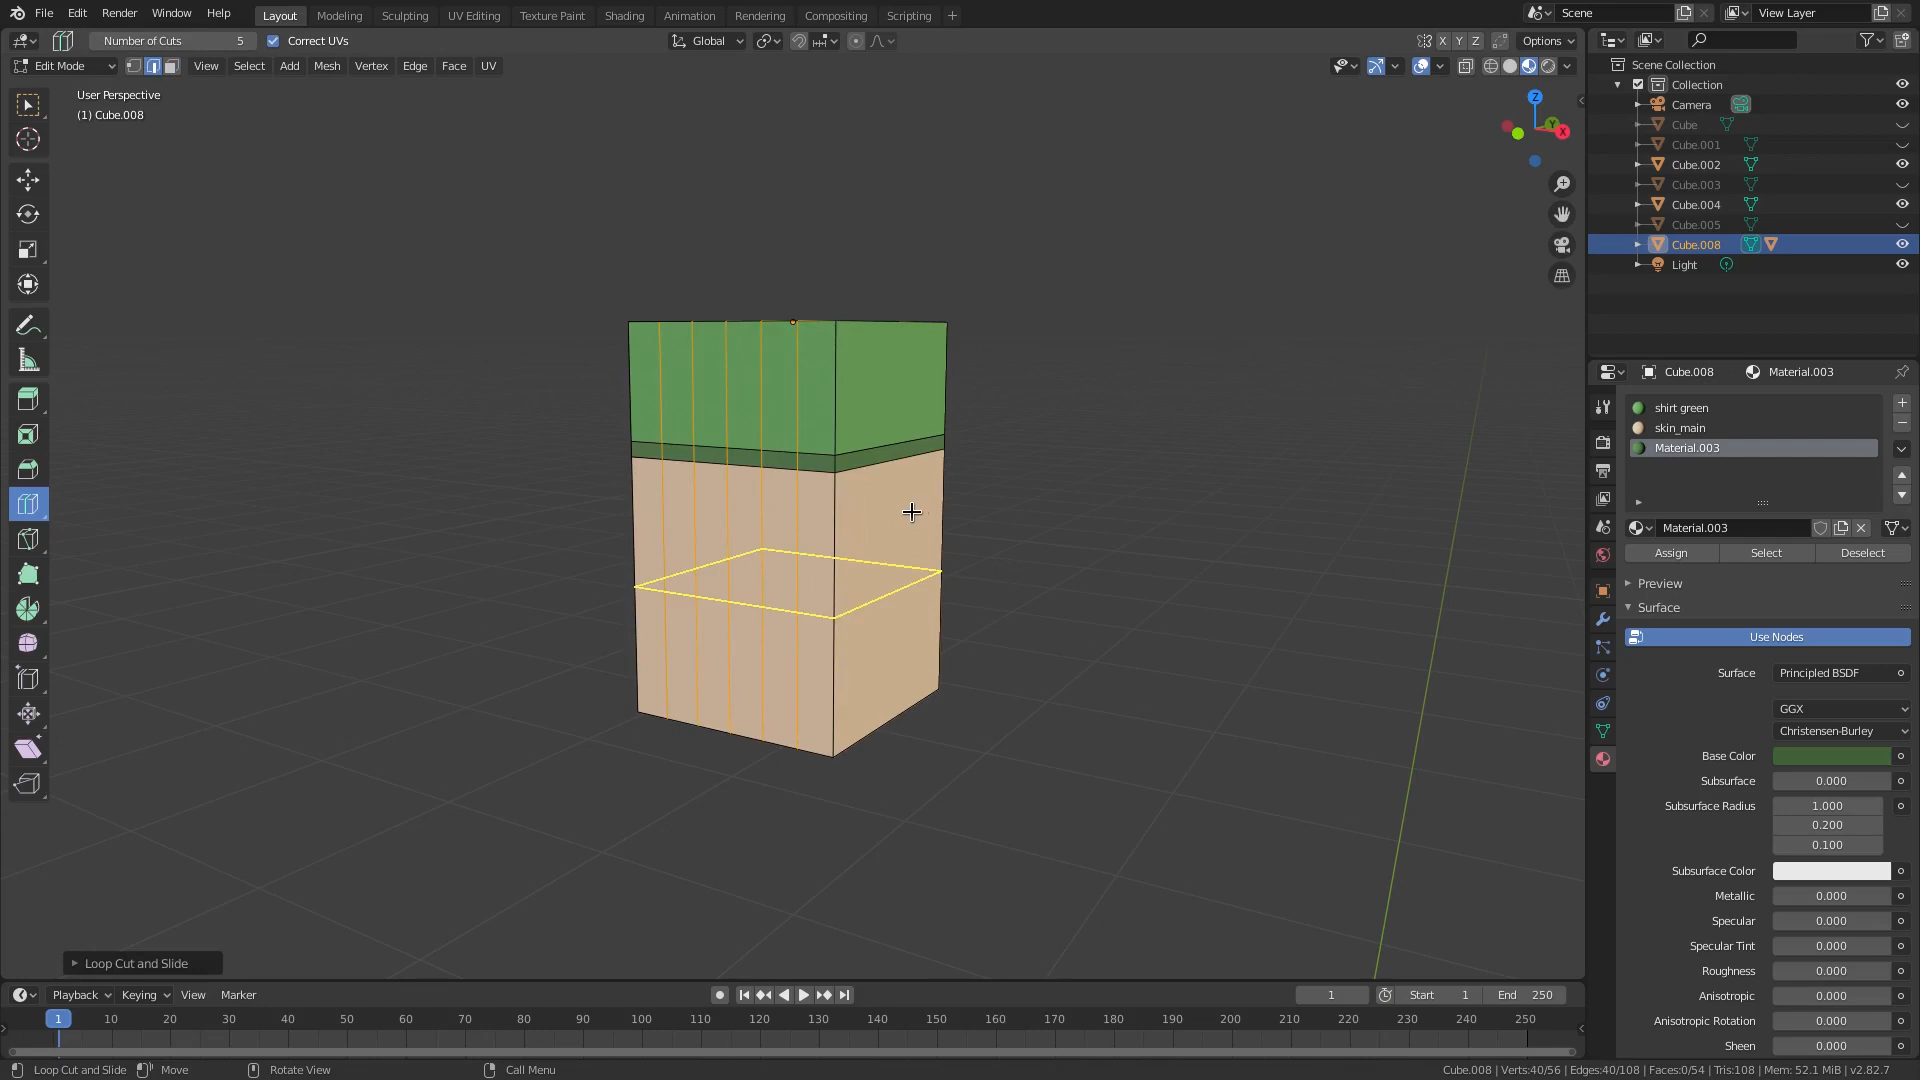 File Edit Render Window Help Layout Modeling Sculpting UV Editing Texture Paint Shading Animation Rendering Compositing Scripting Scene View Layer
Number of Cuts 5 Correct UVs Global X Y Z Options
Edit Mode View Select Add Mesh Vertex Edge Face UV
User Perspective
(1) Cube.008
Z
Y
X
Scene Collection
Collection
Camera
Cube
Cube.001
Cube.002
Cube.003
Cube.004
Cube.005
Cube.008
Light
Cube.008 Material.003
shirt green
skin_main
Material.003
Material.003
Assign Select Deselect
Preview
Surface
Use Nodes
Surface Principled BSDF
GGX
Christensen-Burley
Base Color
Subsurface 0.000
Subsurface Radius 1.000
0.200
0.100
Subsurface Color
Metallic 0.000
Specular 0.000
Specular Tint 0.000
Roughness 0.000
Anisotropic 0.000
Anisotropic Rotation 0.000
Sheen 0.000
Loop Cut and Slide
Playback Keying View Marker 1 Start 1 End 250
1 10 20 30 40 50 60 70 80 90 100 110 120 130 140 150 160 170 180 190 200 210 220 230 240 250
Loop Cut and Slide Move Rotate View Call Menu Cube.008 | Verts:40/56 | Edges:40/108 | Faces:0/54 | Tris:108 | Mem: 52.1 MiB | v2.82.7